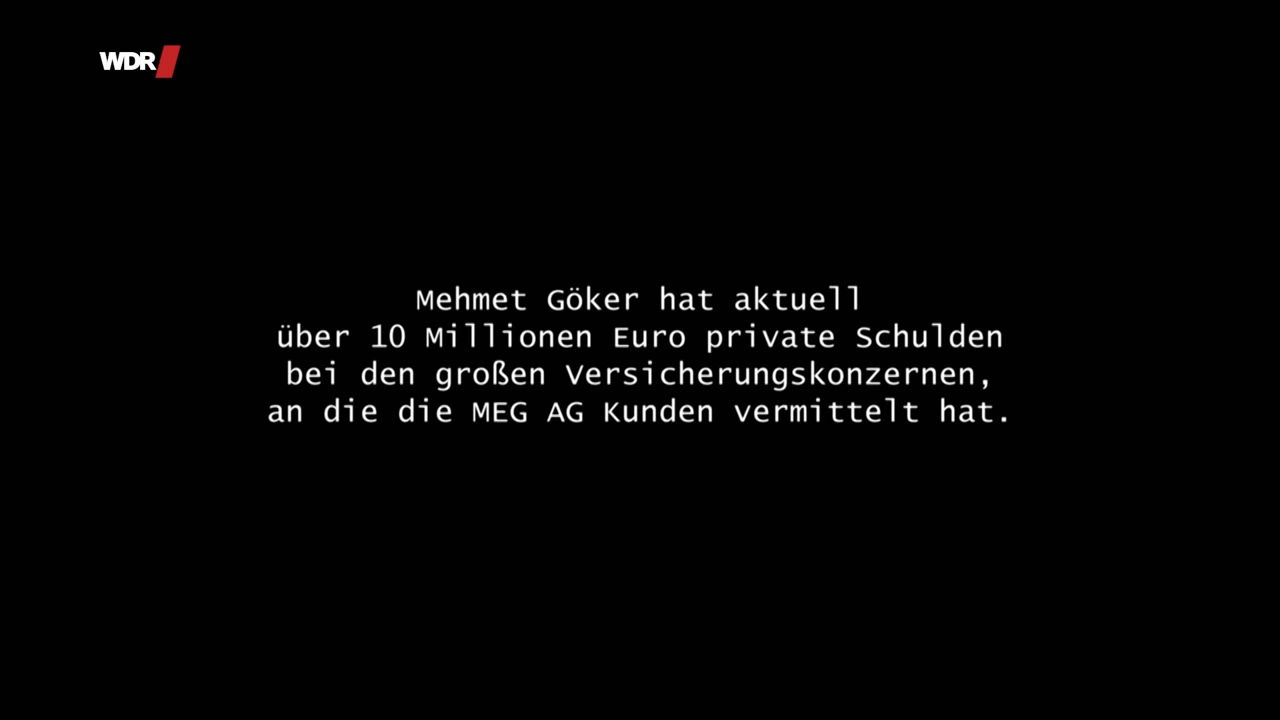 WDR
Mehmet Göker hat aktuell
über 10 Millionen Euro private Schulden
bei den großen Versicherungskonzernen,
an die die MEG AG Kunden vermittelt hat.